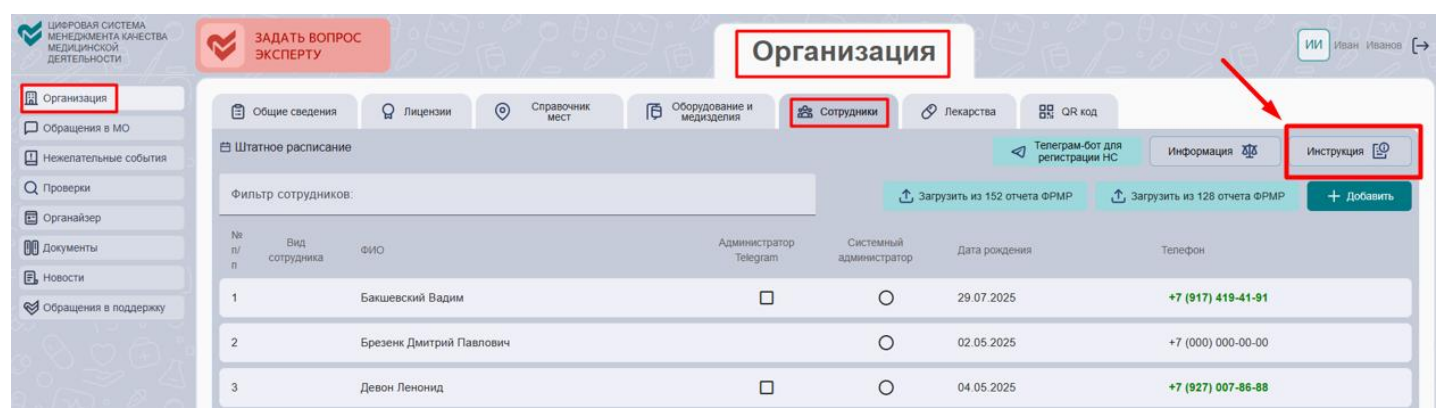 ЦИФРОВАЯ СИСТЕМА
МЕНЕДЖМЕНТА КАЧЕСТВА
МЕДИЦИНСКОЙ
ДЕЯТЕЛЬНОСТИ
ЗАДАТЬ ВОПРОС
ЭКСПЕРТУ
Организация
ИИ Иван Иванов
Организация
Обращения в МО
Нежелательные события
Проверки
Органайзер
Документы
Новости
Обращения в поддержку
Общие сведения
Лицензии
Справочник
мест
Оборудование и
медизделия
Сотрудники
Лекарства
QR код
Штатное расписание
Телеграм-бот для
регистрации НС
Информация
Инструкция
Фильтр сотрудников:
Загрузить из 152 отчета ФРМР
Загрузить из 128 отчета ФРМР
+ Добавить
№
п/
п
Вид
сотрудника
ФИО
Администратор
Telegram
Системный
администратор
Дата рождения
Телефон
1 Бакшевский Вадим 29.07.2025 +7 (917) 419-41-91
2 Брезенк Дмитрий Павлович 02.05.2025 +7 (000) 000-00-00
3 Девон Ленонид 04.05.2025 +7 (927) 007-86-88